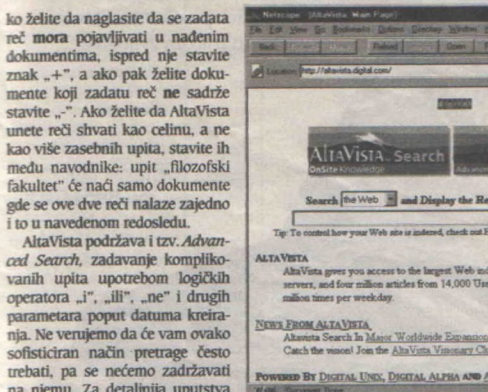 ko želite da naglasite da se zadata
reč mora pojavljivati u nađenim
dokumentima, ispred nje stavite
znak „+", a ako pak želite doku-
mente koji zadatu reč ne sadrže
stavite „-". Ako želite da AltaVista
unete reči shvati kao celinu, a ne
kao više zasebnih upita, stavite ih
među navodnike: upit „filozofski
fakultet" će naći samo dokumente
gde se ove dve reči nalaze zajedno
i to u navedenom redosledu.
AltaVista podržava i tzv. Advan-
ced Search, zadavanje kompliko-
vanih upita upotrebom logičkih
operatora „i", „ili", „ne" i drugih
parametara poput datuma kreira-
nja. Ne verujemo da će vam ovako
sofisticiran način pretrage često
trebati, pa se nećemo zadržavati
na njemu. Za detaljnija uputstva
Netscape - [AltaVista: Main Page]
File Edit View Go Bookmarks Options Directory Window
Back Reload Open
Location: http://altavista.digital.com/
ALTAVISTA Search
OnSite Knowledge
Advanced
Search the Web and Display the Re
Tip: To control how your Web site is indexed, check out
ALTAVISTA
AltaVista gives you access to the largest Web ind
servers, and four million articles from 14,000 Use
million times per weekday.
NEWS FROM ALTAVISTA
AltaVista Search In Major Worldwide Expansion
Catch the vision! Join the AltaVista Visionary Cl
POWERED BY DIGITAL UNIX, DIGITAL ALPHA AND A